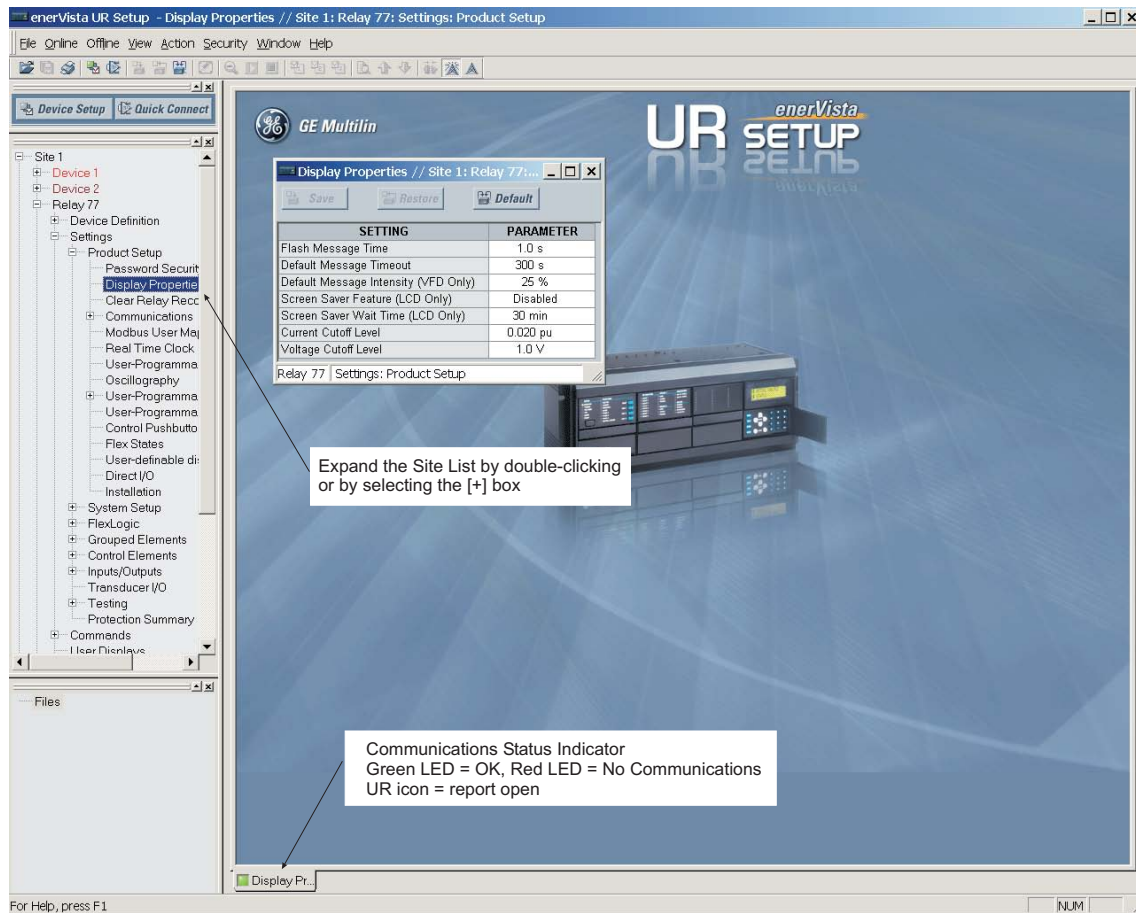 enerVista UR Setup - Display Properties // Site 1: Relay 77: Settings: Product Setup
File Online Offline View Action Security Window Help
Device Setup Quick Connect
Site 1
Device 1
Device 2
Relay 77
Device Definition
Settings
Product Setup
Password Securit
Display Propertie
Clear Relay Reco
Communications
Modbus User Map
Real Time Clock
User-Programma
Oscillography
User-Programma
User-Programma
Control Pushbutto
Flex States
User-definable di
Direct I/O
Installation
System Setup
FlexLogic
Grouped Elements
Control Elements
Inputs/Outputs
Transducer I/O
Testing
Protection Summary
Commands
User Displays
Files
GE Multilin
enerVista
UR SETUP
Display Properties // Site 1: Relay 77:...
Save Restore Default
SETTING PARAMETER
Flash Message Time 1.0 s
Default Message Timeout 300 s
Default Message Intensity (VFD Only) 25 %
Screen Saver Feature (LCD Only) Disabled
Screen Saver Wait Time (LCD Only) 30 min
Current Cutoff Level 0.020 pu
Voltage Cutoff Level 1.0 V
Relay 77 Settings: Product Setup
Expand the Site List by double-clicking
or by selecting the [+] box
Communications Status Indicator
Green LED = OK, Red LED = No Communications
UR icon = report open
Display Pr...
For Help, press F1
NUM